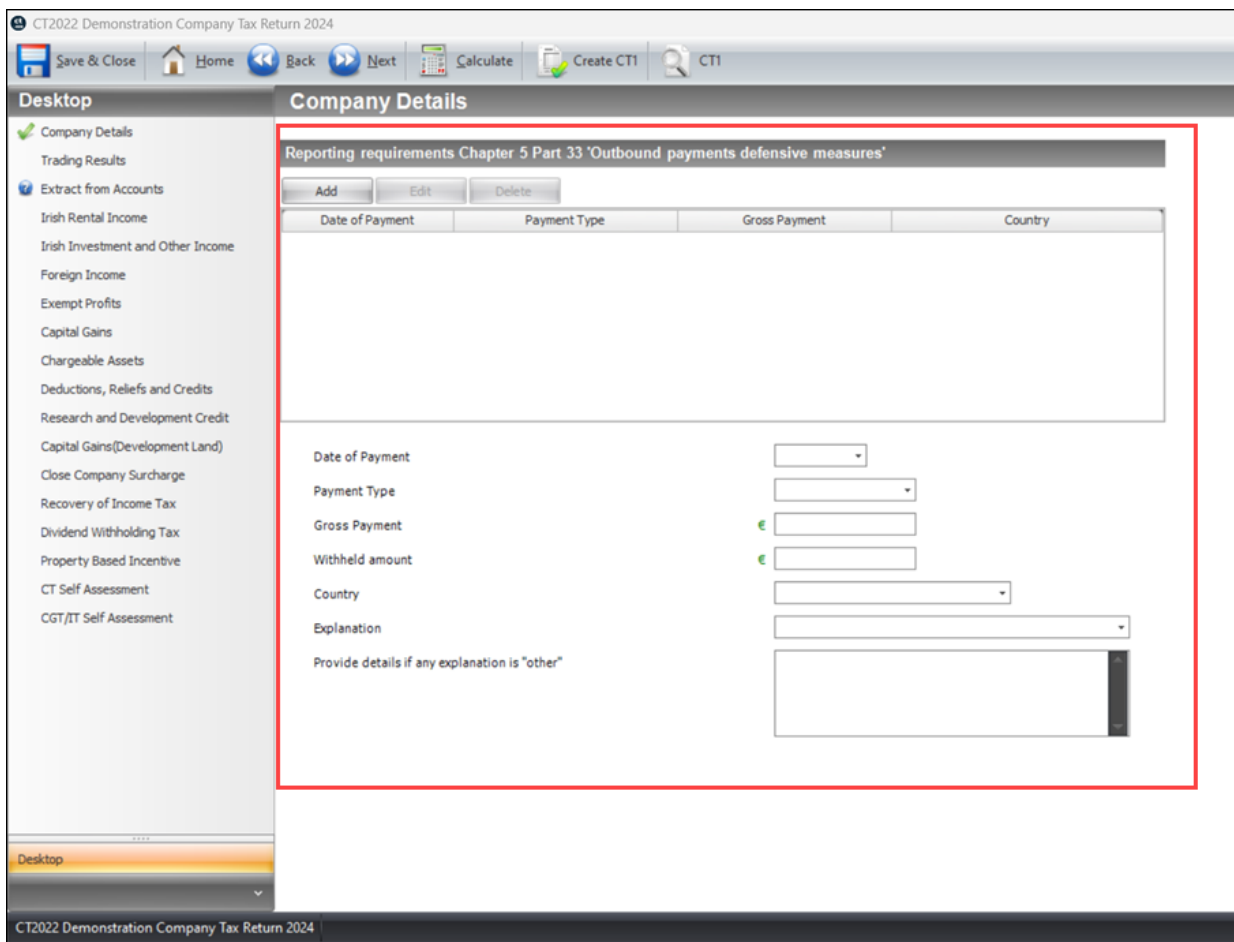 CT2022 Demonstration Company Tax Return 2024
Save & Close Home Back Next Calculate Create CT1 CT1
Desktop
Company Details
Trading Results
Extract from Accounts
Irish Rental Income
Irish Investment and Other Income
Foreign Income
Exempt Profits
Capital Gains
Chargeable Assets
Deductions, Reliefs and Credits
Research and Development Credit
Capital Gains(Development Land)
Close Company Surcharge
Recovery of Income Tax
Dividend Withholding Tax
Property Based Incentive
CT Self Assessment
CGT/IT Self Assessment
Desktop
Company Details
Reporting requirements Chapter 5 Part 33 'Outbound payments defensive measures'
Add Edit Delete
Date of Payment Payment Type Gross Payment Country
Date of Payment
Payment Type
Gross Payment €
Withheld amount €
Country
Explanation
Provide details if any explanation is "other"
CT2022 Demonstration Company Tax Return 2024